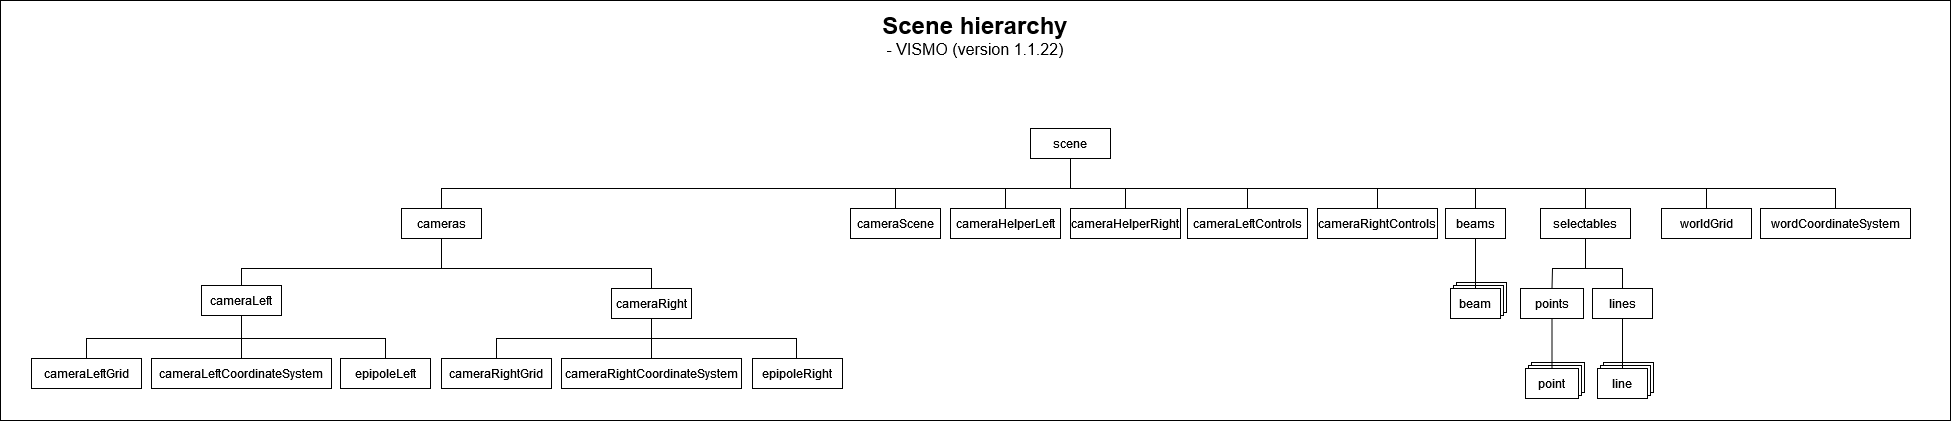 Scene hierarchy
- VISMO (version 1.1.22)
scene
cameras
cameraScene
cameraHelperLeft
cameraHelperRight
cameraLeftControls
cameraRightControls
beams
selectables
worldGrid
wordCoordinateSystem
cameraLeft
cameraRight
beam
points
lines
cameraLeftGrid
cameraLeftCoordinateSystem
epipoleLeft
cameraRightGrid
cameraRightCoordinateSystem
epipoleRight
point
line